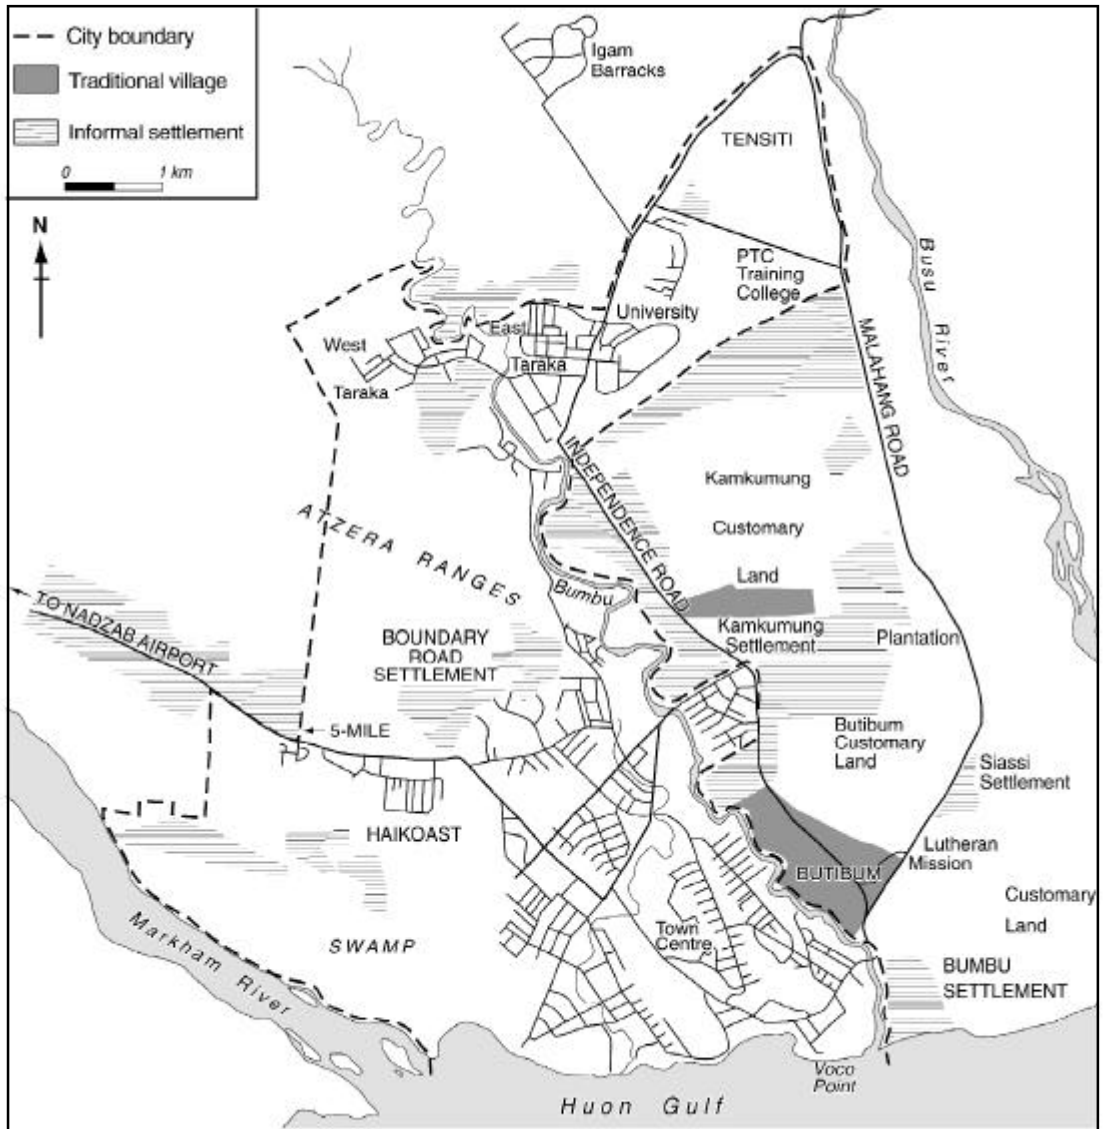 City boundary
Traditional village
Informal settlement
0 1 km
N
Igam
Barracks
TENSITI
PTC
Training
College
University
East
Taraka
West
Taraka
Busu River
MALAHANG ROAD
INDEPENDENCE ROAD
Kamkumung
Customary
Land
ATZERA RANGES
Bumbu
TO NADZAB AIRPORT
BOUNDARY
ROAD
SETTLEMENT
Kamkumung
Settlement
Plantation
5-MILE
Butibum
Customary
Land
Siassi
Settlement
HAIKOAST
Lutheran
Mission
BUTIBUM
Customary
Land
Town
Centre
SWAMP
Markham River
BUMBU
SETTLEMENT
Voco
Point
Huon Gulf